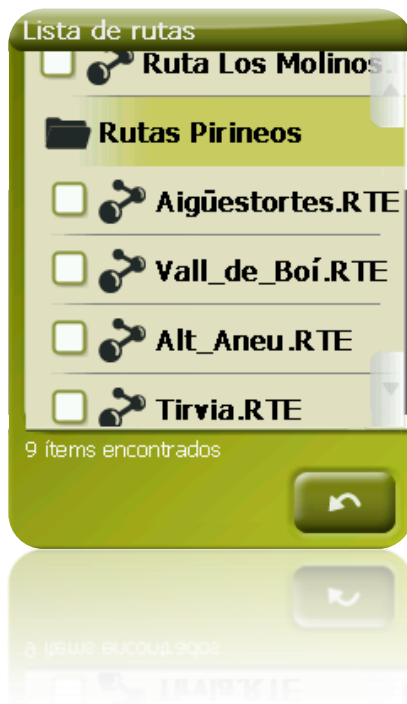 Lista de rutas
Ruta Los Molinos.
Rutas Pirineos
Aigüestortes.RTE
Vall_de_Boí.RTE
Alt_Aneu.RTE
Tirvia.RTE
9 ítems encontrados